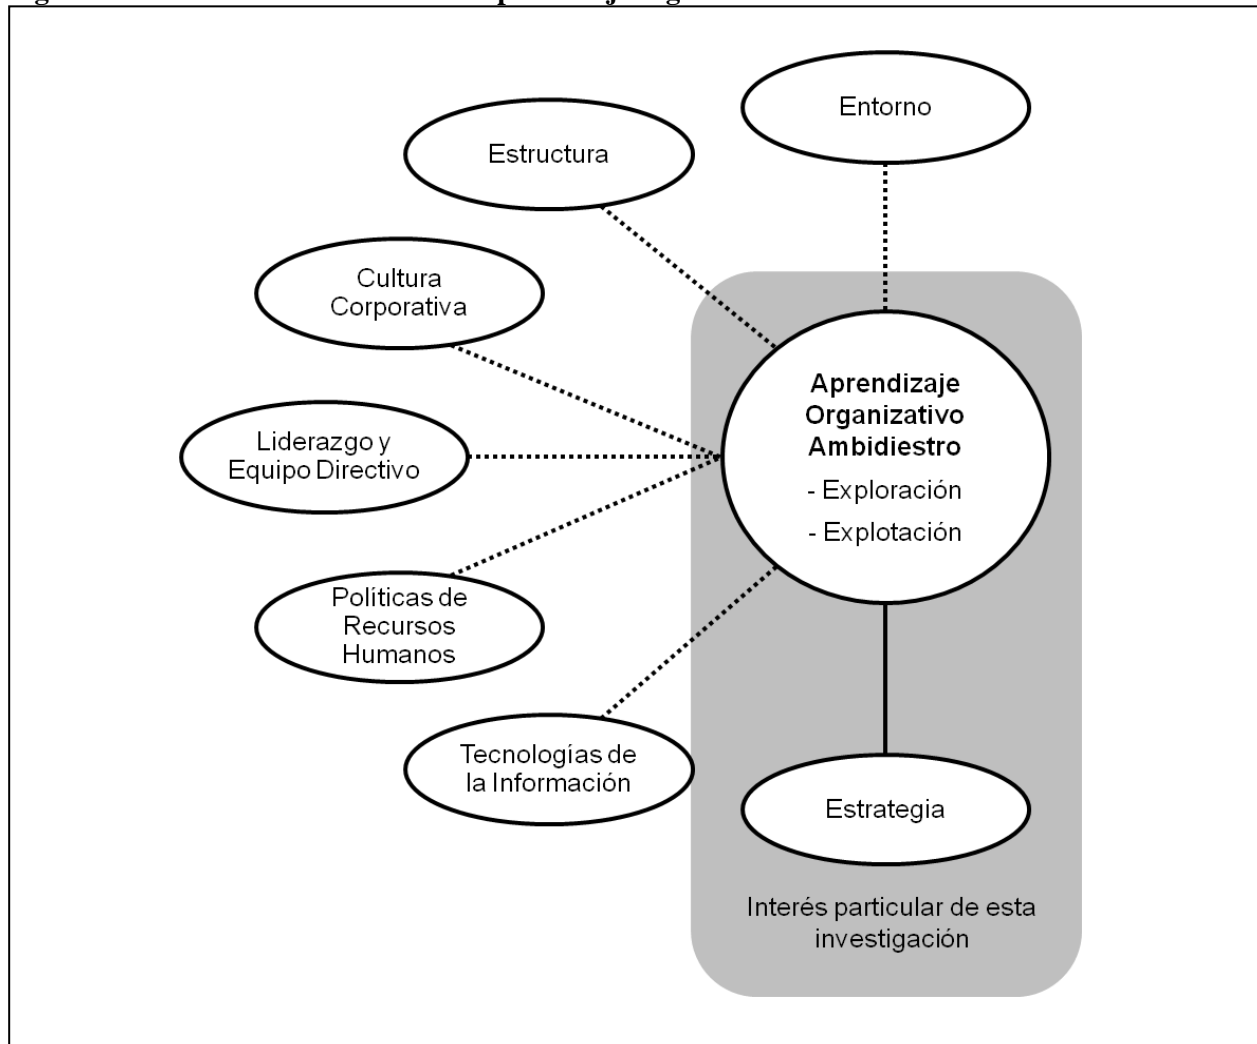 Entorno
Estructura
Cultura
Corporativa
Aprendizaje
Organizativo
Ambidiestro
- Exploración
- Explotación
Liderazgo y
Equipo Directivo
Políticas de
Recursos
Humanos
Tecnologías de
la Información
Estrategia
Interés particular de esta
investigación